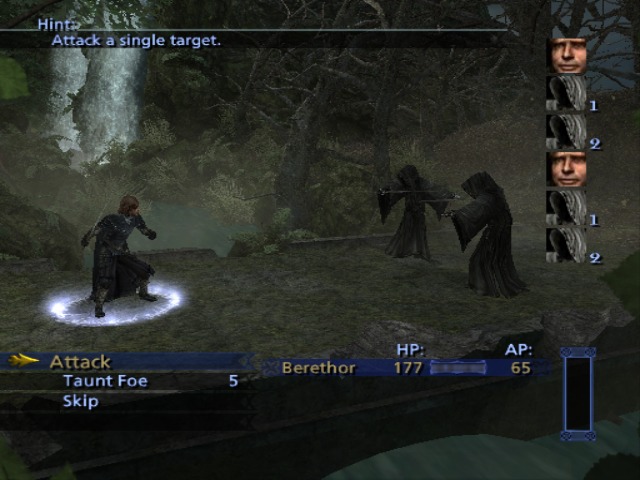 Hint:
Attack a single target.
1
2
1
2
HP: AP:
Attack
Berethor 177 65
Taunt Foe 5
Skip